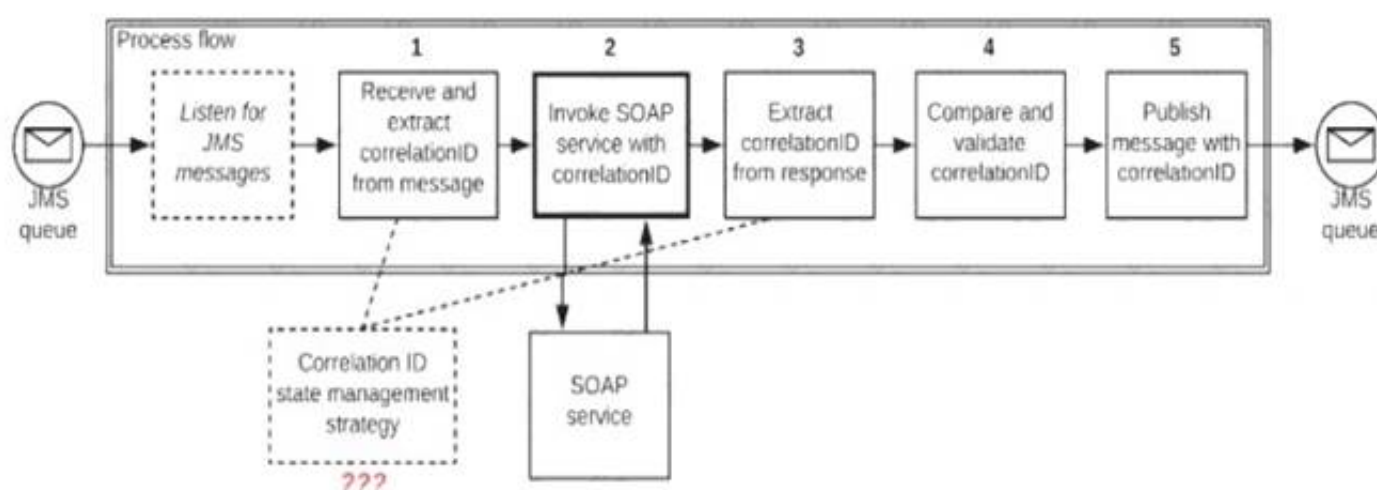 Process flow
1
2
3
4
5
Listen for
JMS
messages
Receive and
extract
correlationID
from message
Invoke SOAP
service with
correlationID
Extract
correlationID
from response
Compare and
validate
correlationID
Publish
message with
correlationID
JMS
queue
JMS
queue
Correlation ID
state management
strategy
???
SOAP
service